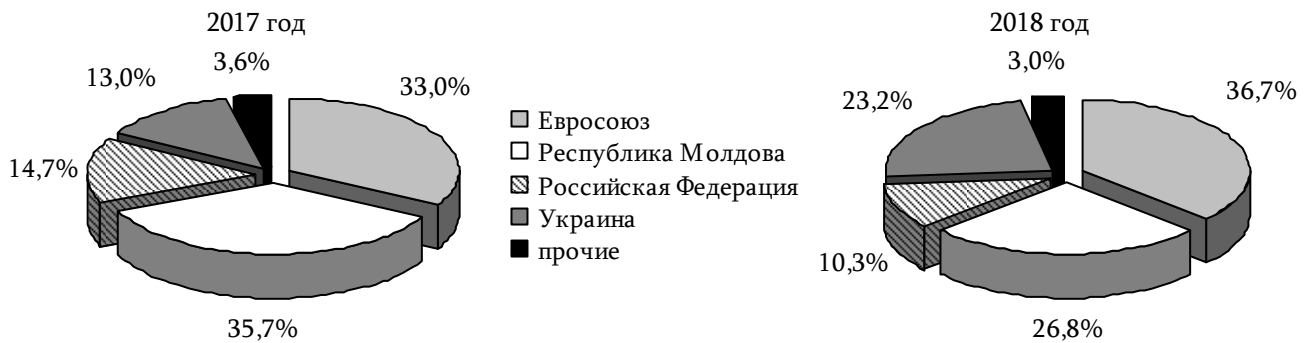 2017 год
3,6%
13,0%
33,0%
14,7%
35,7%
Евросоюз
Республика Молдова
Российская Федерация
Украина
прочие
2018 год
3,0%
36,7%
23,2%
10,3%
26,8%